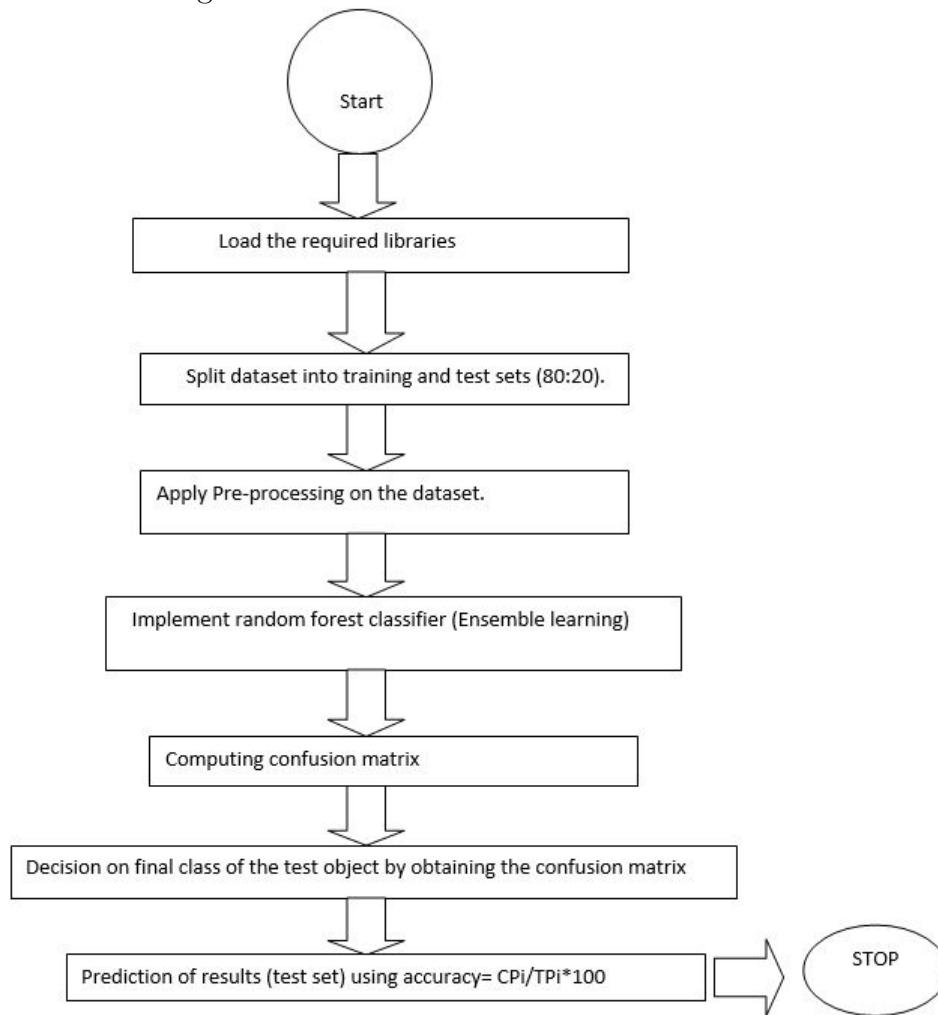 Start
Load the required libraries
Split dataset into training and test sets (80:20).
Apply Pre-processing on the dataset.
Implement random forest classifier (Ensemble learning)
Computing confusion matrix
Decision on final class of the test object by obtaining the confusion matrix
Prediction of results (test set) using accuracy= CPi/TPi*100
STOP